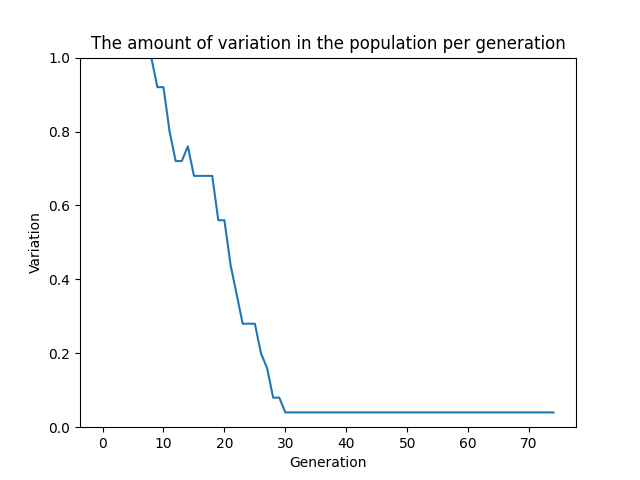 The amount of variation in the population per generation
1.0
0.8
0.6
0.4
0.2
0.0
Variation
0 10 20 30 40 50 60 70
Generation